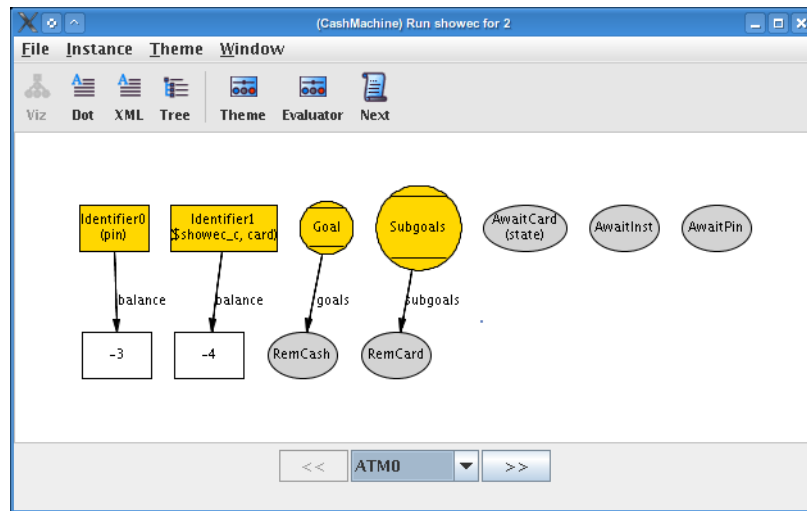 (CashMachine) Run showec for 2
File Instance Theme Window
Viz Dot XML Tree Theme Evaluator Next
Identifier0
(pin)
Identifier1
($showec_c, card)
Goal
Subgoals
AwaitCard
(state)
AwaitInst
AwaitPin
balance balance goals subgoals
-3 -4 RemCash RemCard
<< ATM0 >>